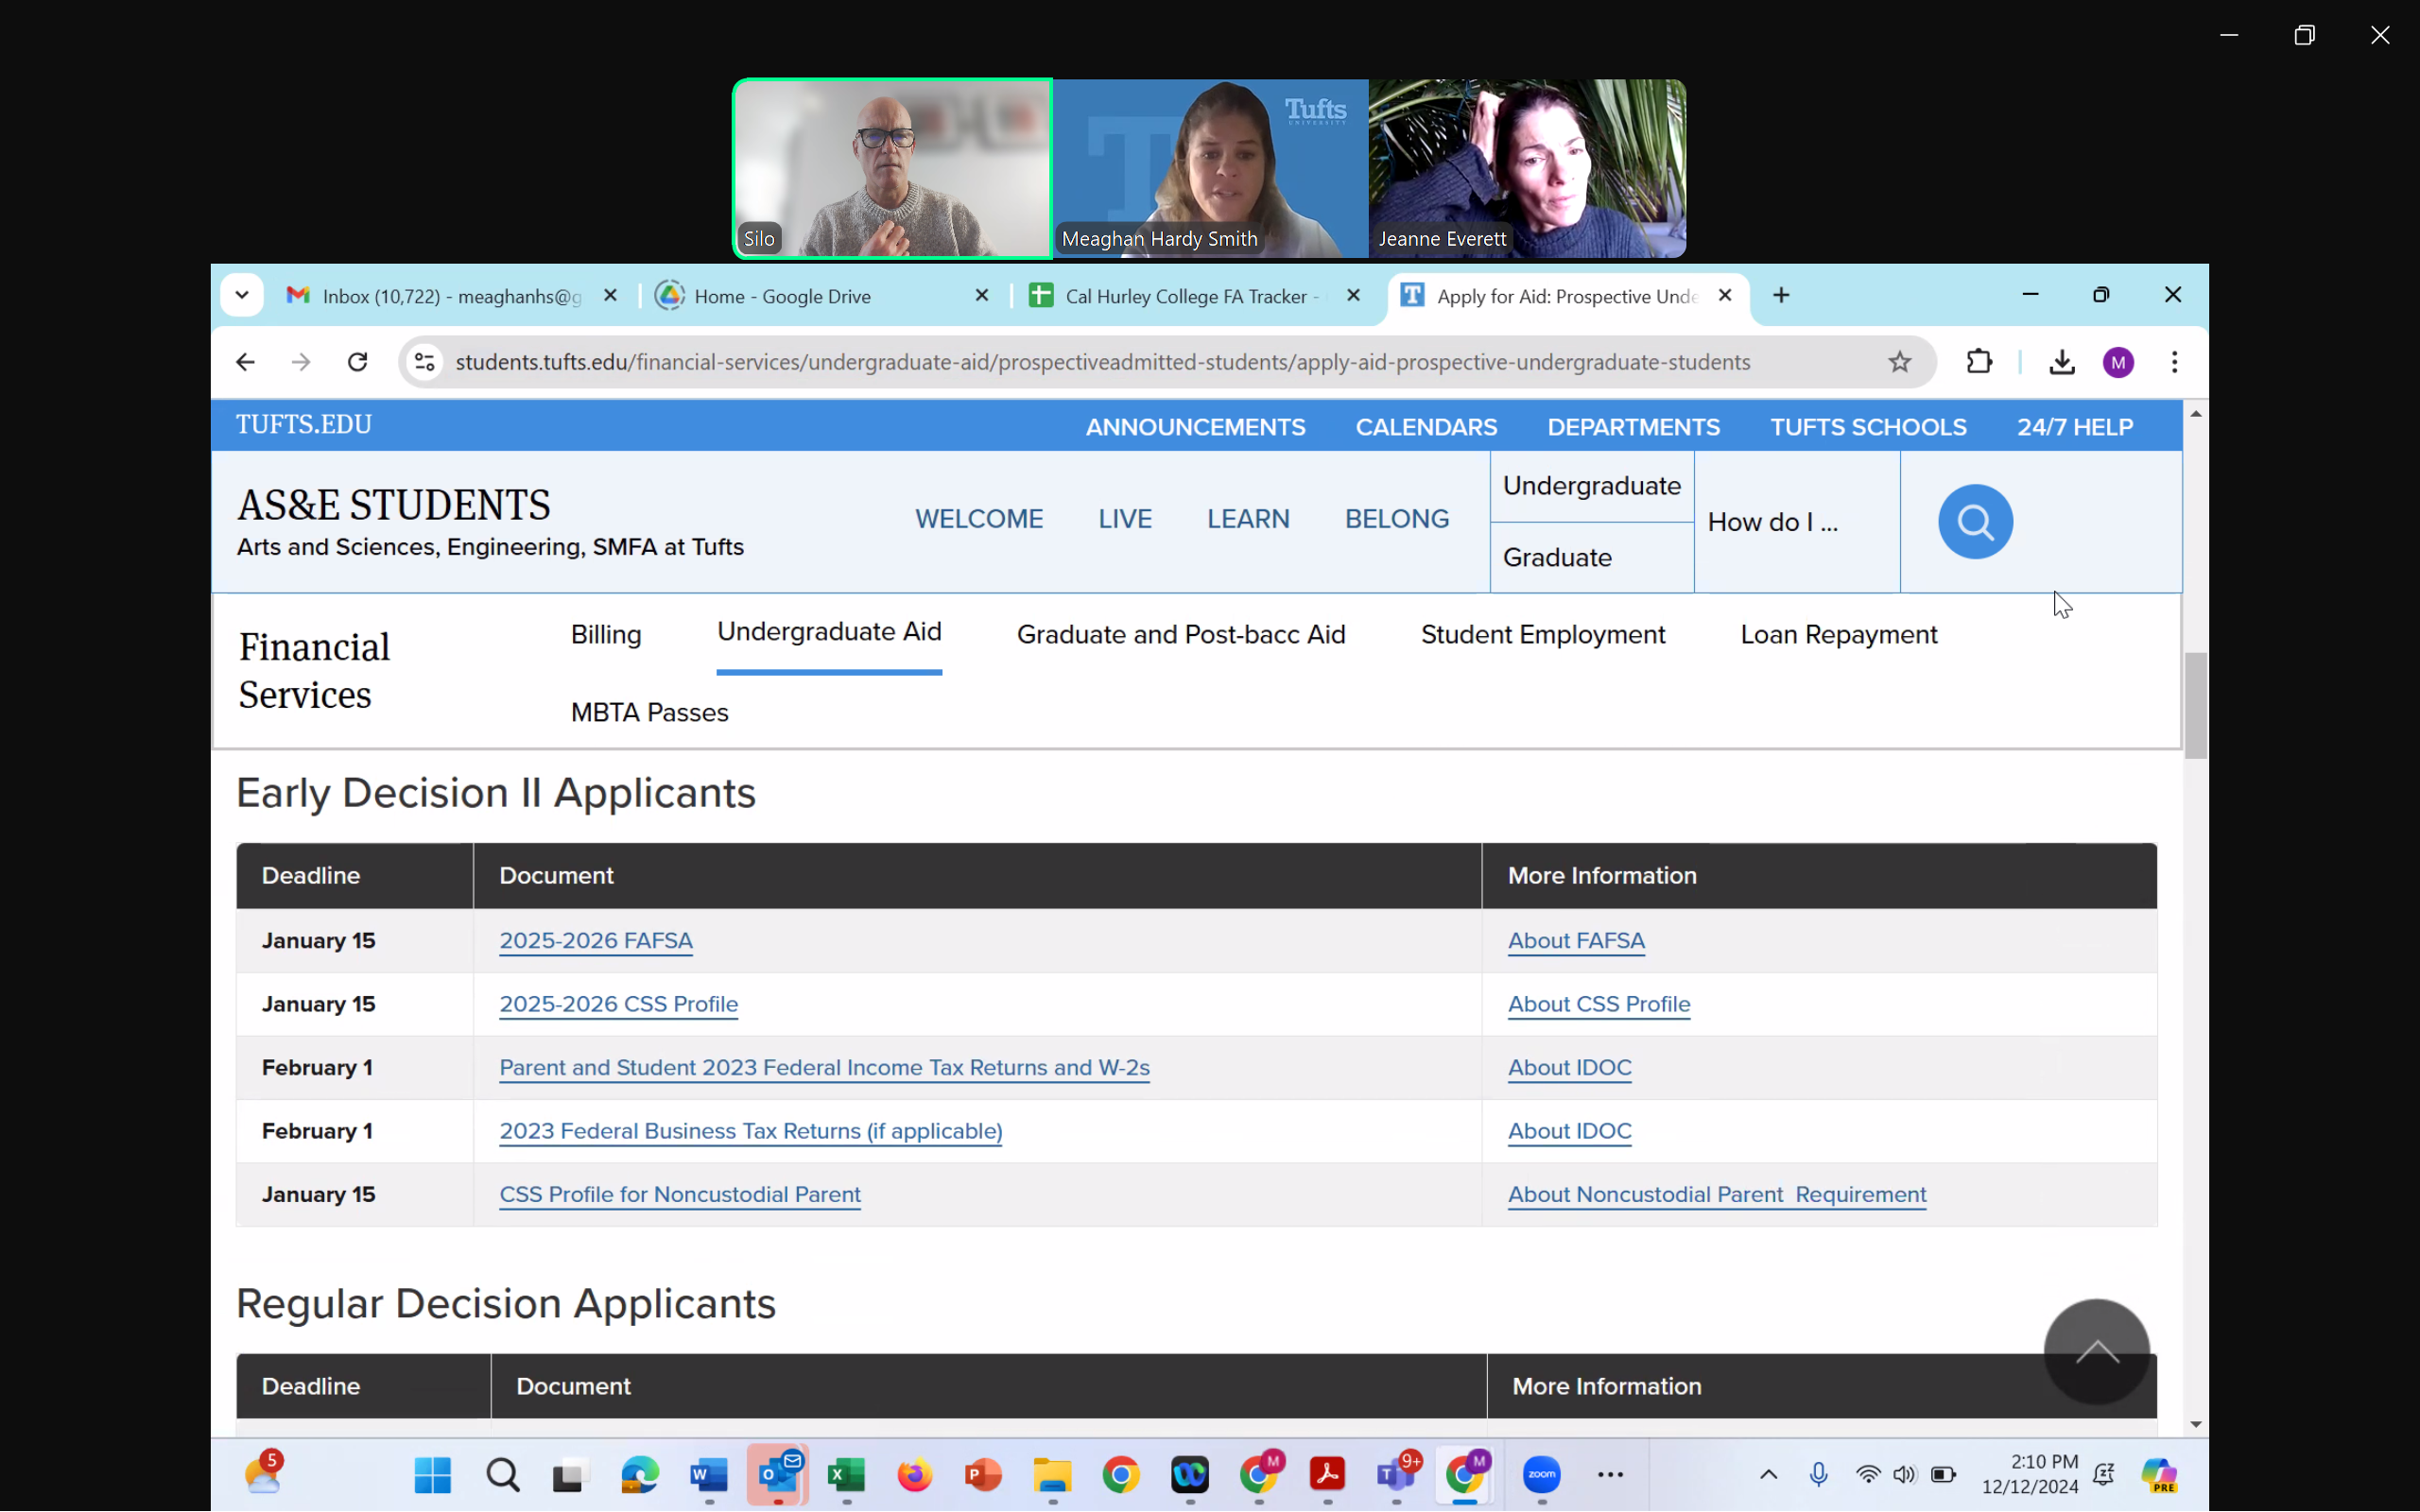 Tufts
UNIVERSITY
Silo
Meaghan Hardy Smith
Jeanne Everett
Inbox (10,722) - meaghanhs@g
Home - Google Drive
Cal Hurley College FA Tracker -
Apply for Aid: Prospective Unde
students.tufts.edu/financial-services/undergraduate-aid/prospectiveadmitted-students/apply-aid-prospective-undergraduate-students
M
TUFTS.EDU
ANNOUNCEMENTS
CALENDARS
DEPARTMENTS
TUFTS SCHOOLS
24/7 HELP
AS&E STUDENTS
Arts and Sciences, Engineering, SMFA at Tufts
WELCOME
LIVE
LEARN
BELONG
Undergraduate
Graduate
How do I ...
Financial
Services
Billing
Undergraduate Aid
Graduate and Post-bacc Aid
Student Employment
Loan Repayment
MBTA Passes
Early Decision II Applicants
Deadline Document More Information
January 15 2025-2026 FAFSA About FAFSA
January 15 2025-2026 CSS Profile About CSS Profile
February 1 Parent and Student 2023 Federal Income Tax Returns and W-2s About IDOC
February 1 2023 Federal Business Tax Returns (if applicable) About IDOC
January 15 CSS Profile for Noncustodial Parent About Noncustodial Parent Requirement
Regular Decision Applicants
Deadline Document More Information
5
M
9+
M
zoom
2:10 PM
12/12/2024
PRE